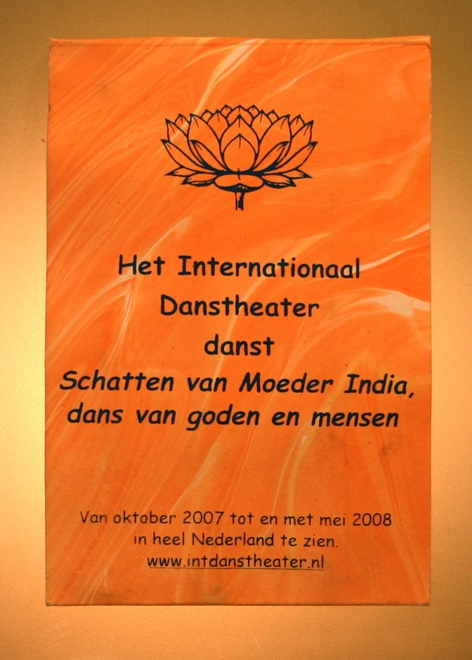 Het Internationaal
Danstheater
danst
Schatten van Moeder India,
dans van goden en mensen
Van oktober 2007 tot en met mei 2008
in heel Nederland te zien.
www.intdanstheater.nl